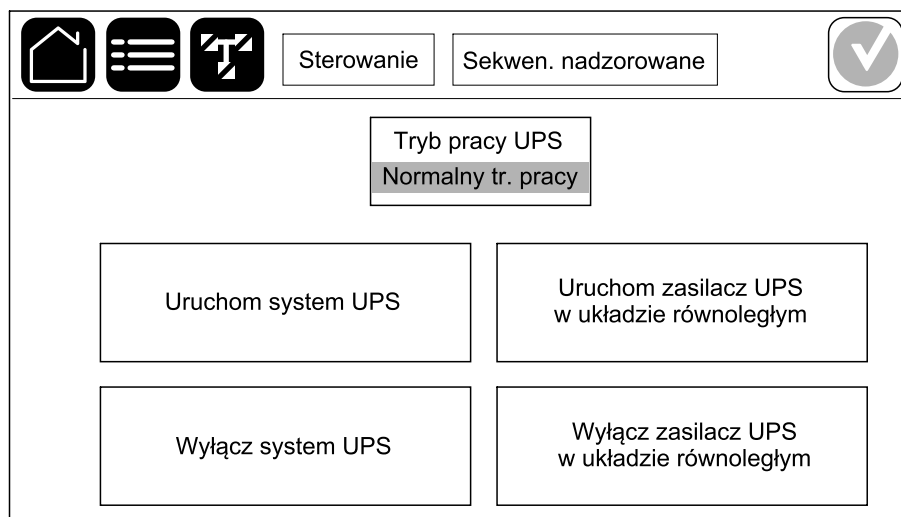 Sterowanie
Sekwen. nadzorowane
Tryb pracy UPS
Normalny tr. pracy
Uruchom system UPS
Uruchom zasilacz UPS
w układzie równoległym
Wyłącz system UPS
Wyłącz zasilacz UPS
w układzie równoległym